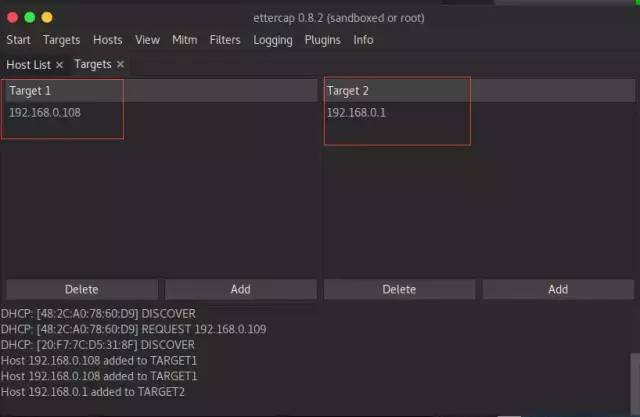 ettercap 0.8.2 (sandboxed or root)
Start Targets Hosts View Mitm Filters Logging Plugins Info
Host List × Targets ×
Target 1 Target 2
192.168.0.108 192.168.0.1
Delete Add Delete Add
DHCP: [48:2C:A0:78:60:D9] DISCOVER
DHCP: [48:2C:A0:78:60:D9] REQUEST 192.168.0.109
DHCP: [20:F7:7C:D5:31:8F] DISCOVER
Host 192.168.0.108 added to TARGET1
Host 192.168.0.108 added to TARGET1
Host 192.168.0.1 added to TARGET2